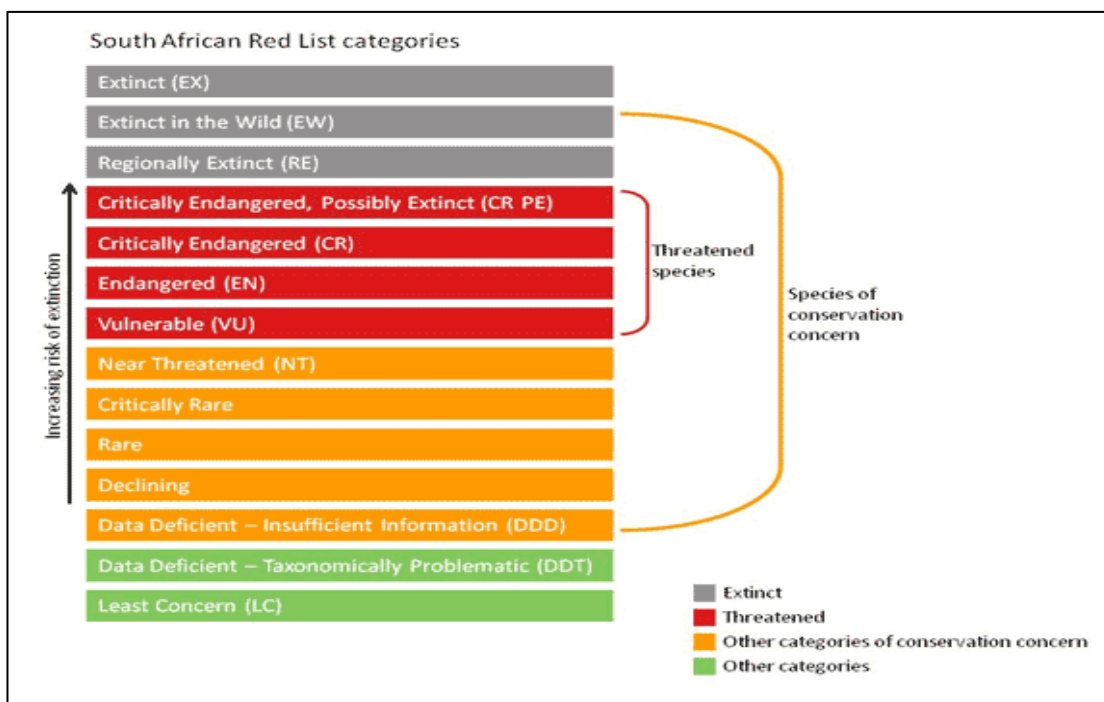 South African Red List categories
Extinct (EX)
Extinct in the Wild (EW)
Regionally Extinct (RE)
Critically Endangered, Possibly Extinct (CR PE)
Critically Endangered (CR)
Endangered (EN)
Vulnerable (VU)
Near Threatened (NT)
Critically Rare
Rare
Declining
Data Deficient – Insufficient Information (DDD)
Data Deficient – Taxonomically Problematic (DDT)
Least Concern (LC)
Increasing risk of extinction
Threatened
species
Species of
conservation
concern
Extinct
Threatened
Other categories of conservation concern
Other categories